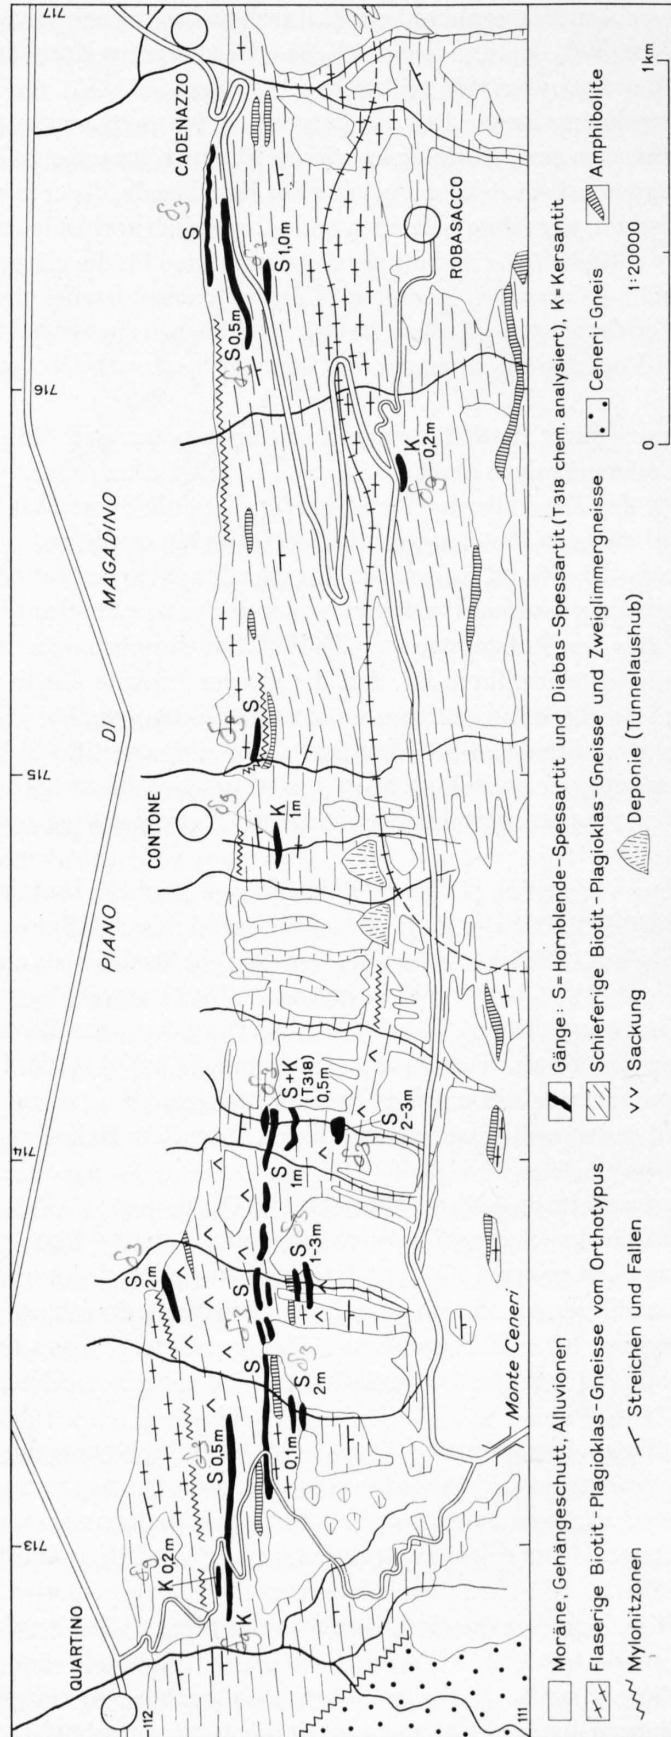 713
714
715
716
717
QUARTINO
PIANO DI MAGADINO
CONTONE
CADENAZZO
112
K 0,2m
K
S 0,5m
S
2m
S
0,1m
S
2m
S
1-3m
S
1m
S+K
(T318)
0,5m
S
2-3m
K
1m
S
K
0,2m
S 0,5m
S
S 1,0m
ROBASACCO
Monte Ceneri
111
Gänge: S=Hornblende-Spessartit und Diabas-Spessartit (T318 chem. analysiert), K=Kersantit
Moräne, Gehängeschutt, Alluvionen
Schieferige Biotit-Plagioklas-Gneisse und Zweiglimmergneisse
Ceneri-Gneis
Amphibolite
Flaserige Biotit-Plagioklas-Gneisse vom Orthotypus
Mylonitzonen
Streichen und Fallen
Sackung
Deponie (Tunnelaushub)
1:20000
0
1km